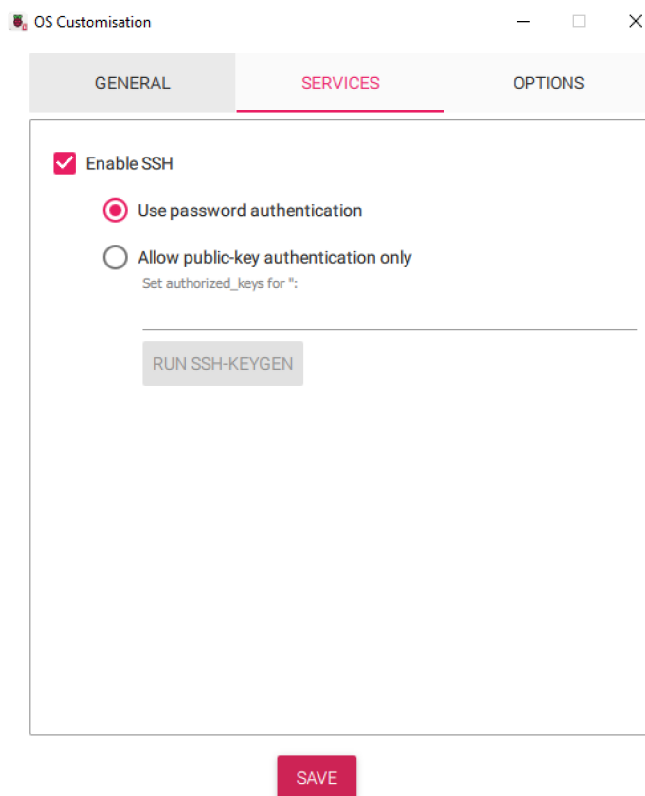 OS Customisation
GENERAL SERVICES OPTIONS
Enable SSH
Use password authentication
Allow public-key authentication only
Set authorized_keys for '':
RUN SSH-KEYGEN
SAVE